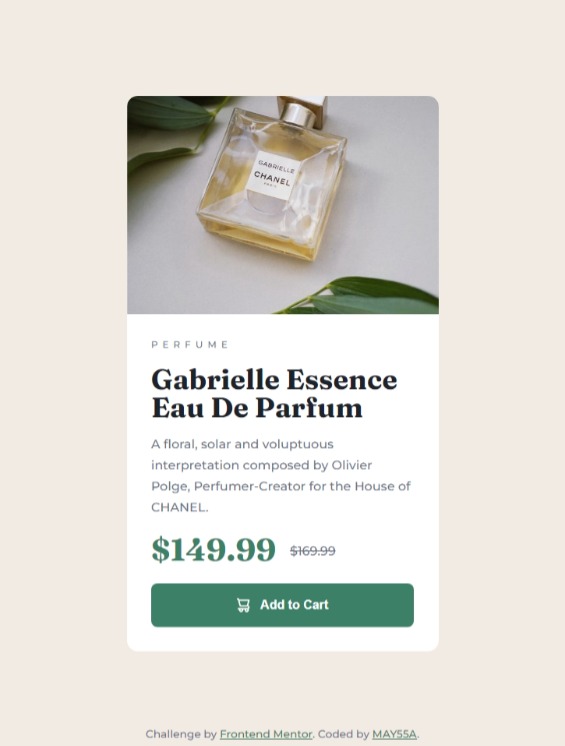 GABRIELLE
CHANEL
PARIS
PERFUME
Gabrielle Essence
Eau De Parfum
A floral, solar and voluptuous
interpretation composed by Olivier
Polge, Perfumer-Creator for the House of
CHANEL.
$149.99 $169.99
Add to Cart
Challenge by Frontend Mentor. Coded by MAY55A.